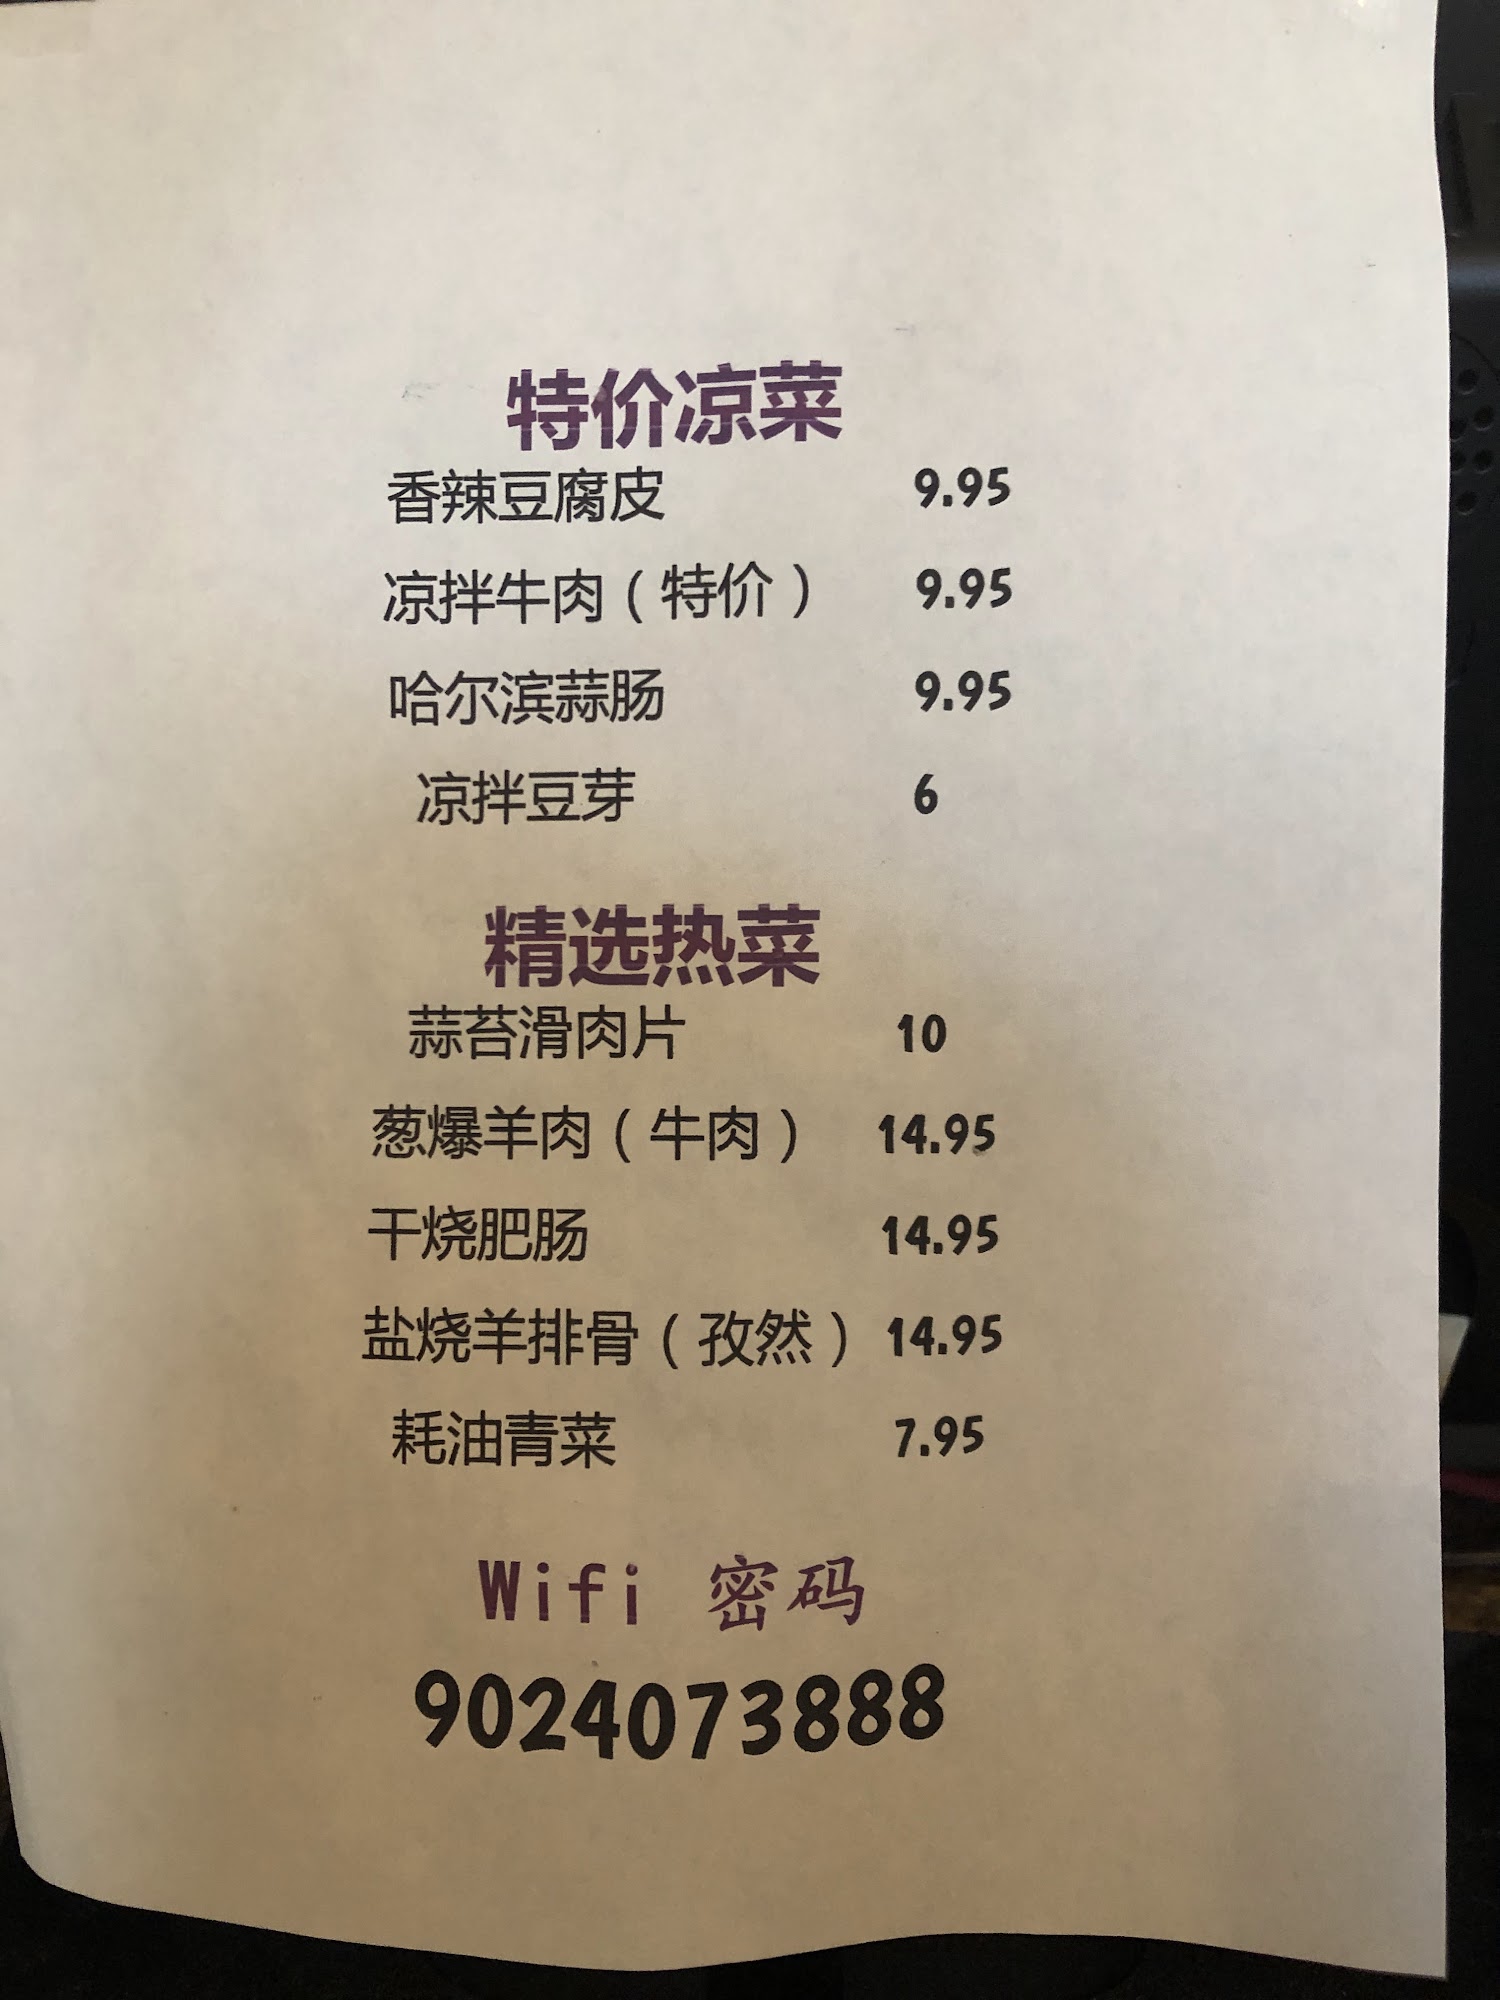 特价凉菜
香辣豆腐皮 9.95
凉拌牛肉（特价） 9.95
哈尔滨蒜肠 9.95
凉拌豆芽 6
精选热菜
蒜苔滑肉片 10
葱爆羊肉（牛肉） 14.95
干烧肥肠 14.95
盐烧羊排骨（孜然） 14.95
耗油青菜 7.95
Wifi 密码
9024073888